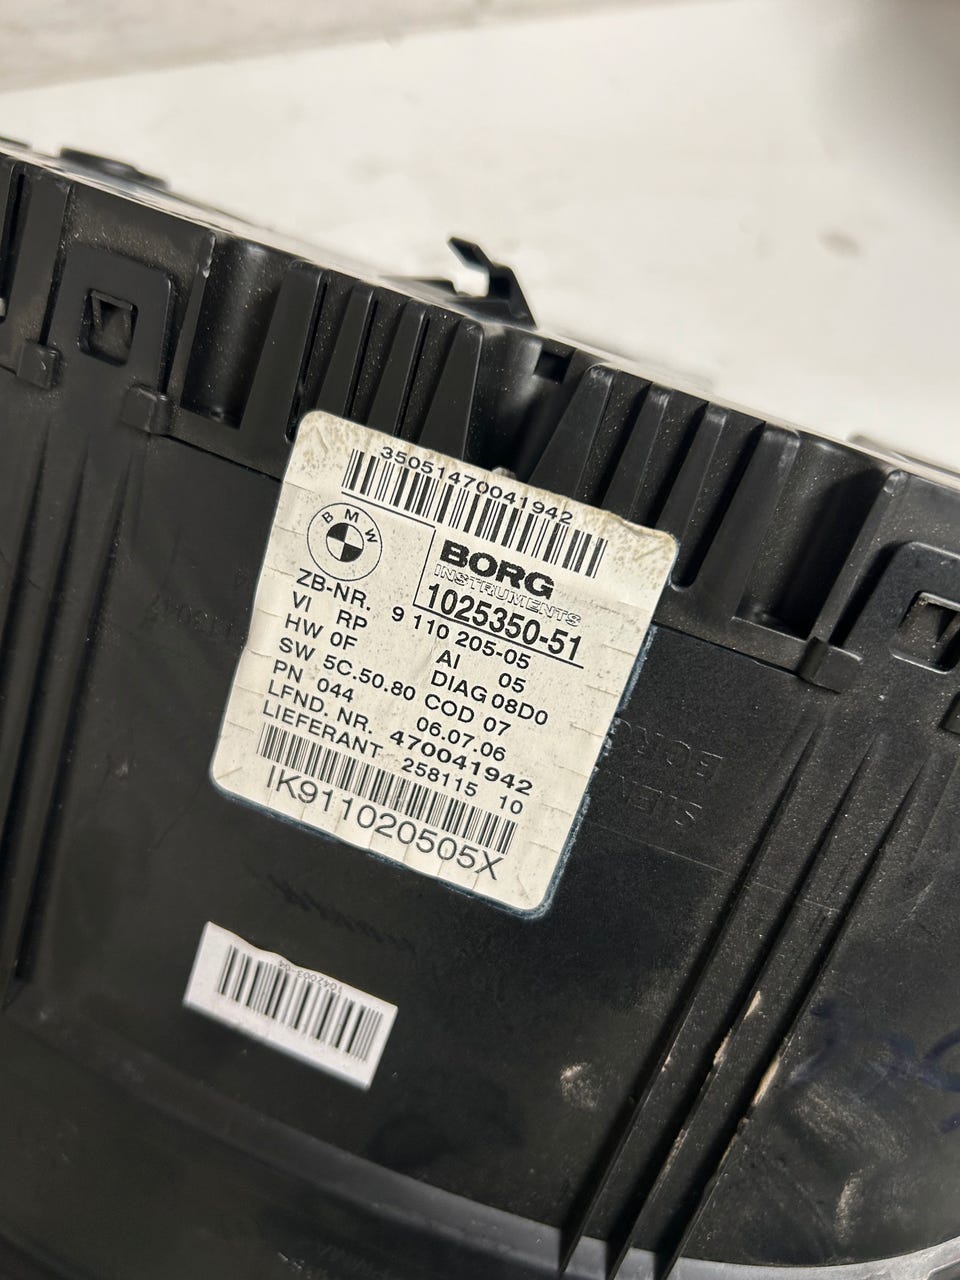 35051470041942
BMW
BORG
INSTRUMENTS
1025350-51
ZB-NR. 9 110 205-05
VI RP AI 05
HW 0F DIAG 08D0
SW 5C.50.80 COD 07
PN 044 06.07.06
LFND. NR. 470041942
LIEFERANT 258115 10
IK911020505X
1042003-04